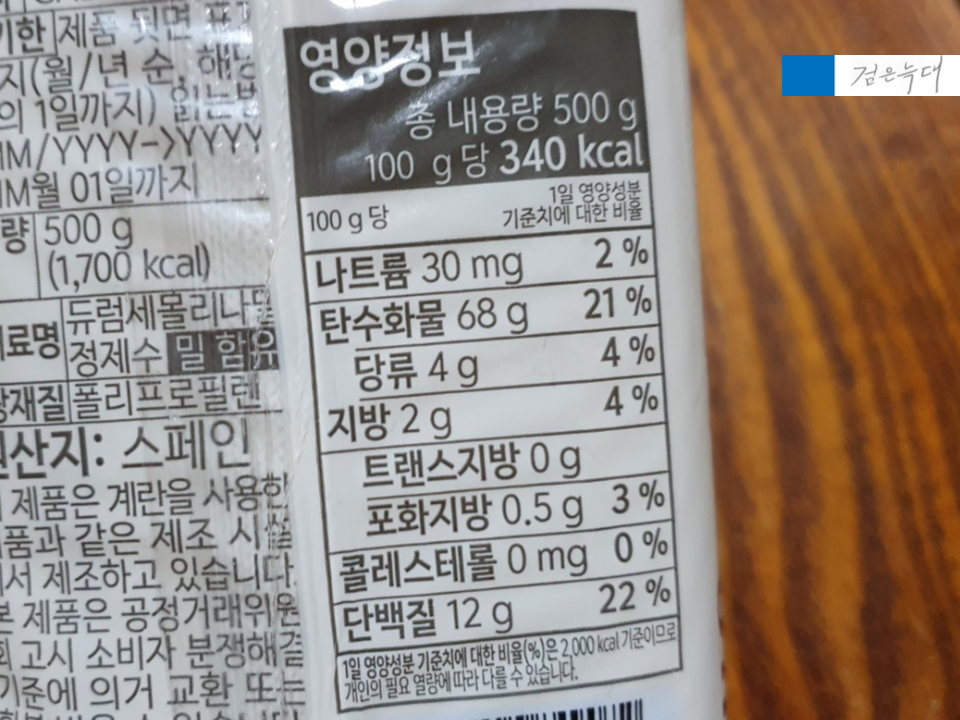 기한 제품 뒷면 표기
지(월/년 순, 해당
의 1일까지) 읽는법
MM/YYYY->YYYY
MM월 01일까지
량 500 g
(1,700 kcal)
듀럼세몰리나
료명 정제수 밀 함유
장재질 폴리프로필렌
원산지: 스페인
제품은 계란을 사용한
품과 같은 제조 시설
서 제조하고 있습니다.
본 제품은 공정거래위원
회 고시 소비자 분쟁해결
기준에 의거 교환 또는
영양정보
총 내용량 500 g
100 g 당 340 kcal
100 g 당
1일 영양성분
기준치에 대한 비율
나트륨 30 mg 2 %
탄수화물 68 g 21 %
당류 4 g 4 %
지방 2 g 4 %
트랜스지방 0 g
포화지방 0.5 g 3 %
콜레스테롤 0 mg 0 %
단백질 12 g 22 %
1일 영양성분 기준치에 대한 비율(%)은 2,000 kcal 기준이므로
개인의 필요 열량에 따라 다를 수 있습니다.
검은늑대